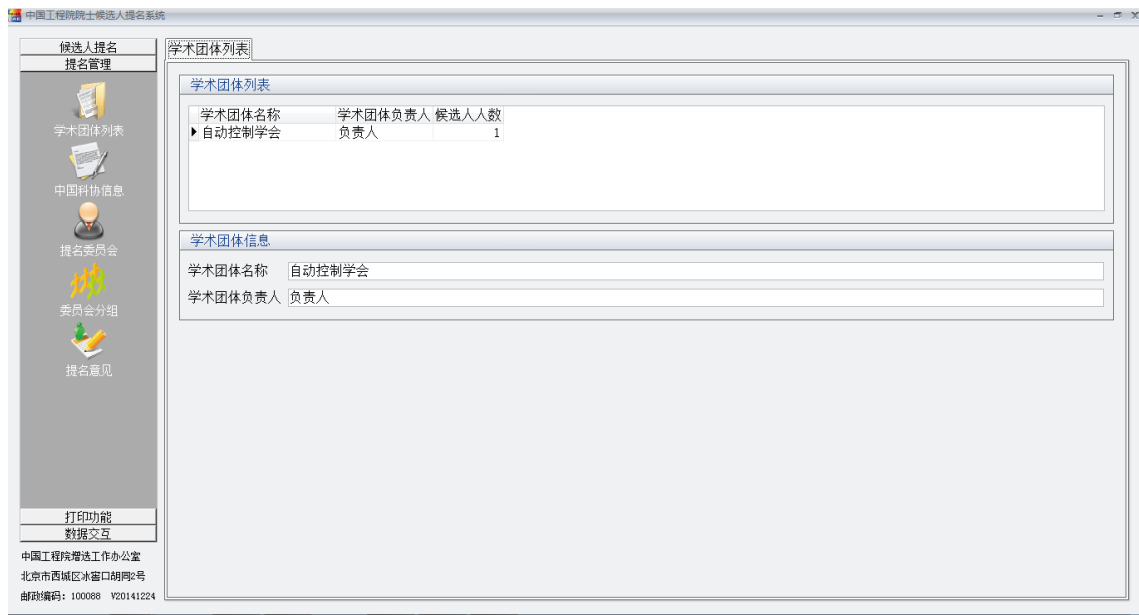 中国工程院院士候选人提名系统
候选人提名
提名管理
学术团体列表
中国科协信息
提名委员会
委员会分组
提名意见
打印功能
数据交互
中国工程院增选工作办公室
北京市西城区冰窖口胡同2号
邮政编码: 100088 V20141224
学术团体列表
学术团体列表
学术团体名称 学术团体负责人 候选人人数
自动控制学会 负责人 1
学术团体信息
学术团体名称 自动控制学会
学术团体负责人 负责人